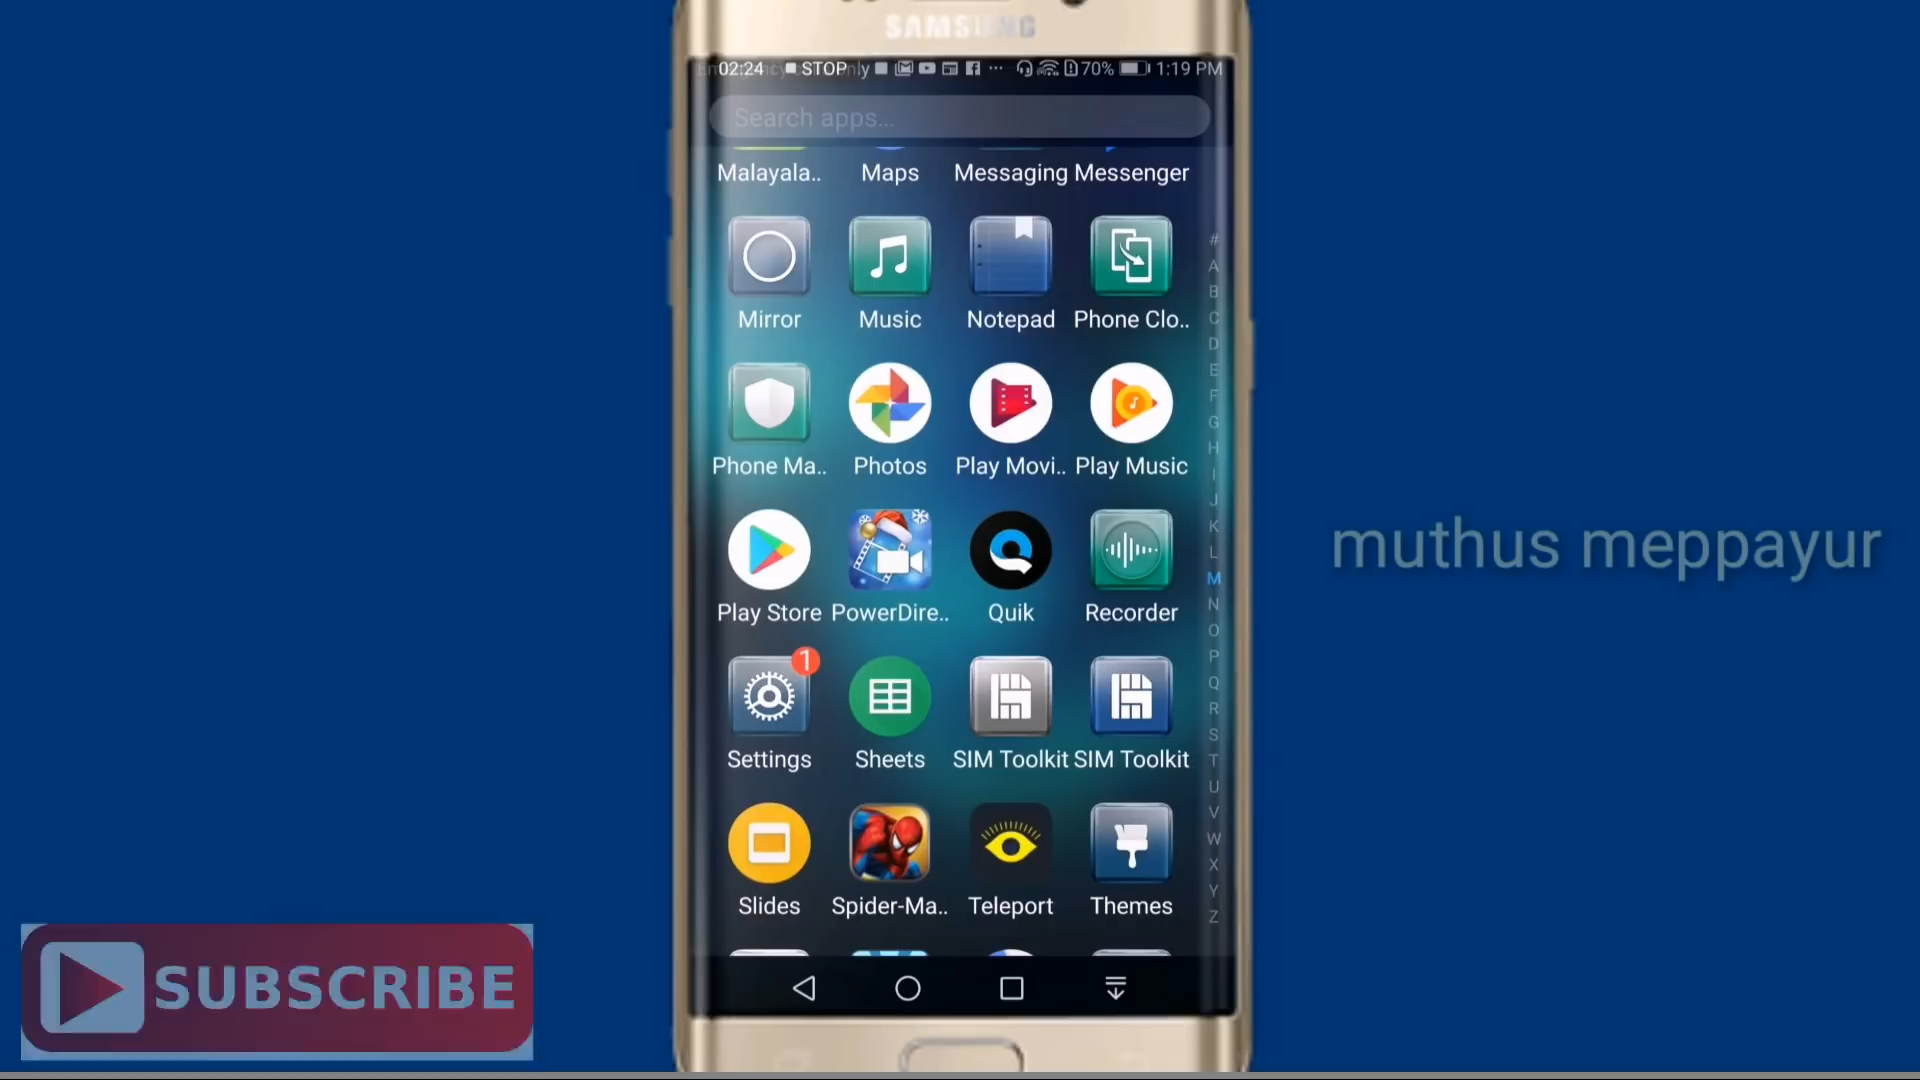 SAMSUNG
02:24 STOP 70% 1:19 PM
Search apps...
Malayala.. Maps Messaging Messenger
Mirror Music Notepad Phone Clo..
Phone Ma.. Photos Play Movi.. Play Music
Play Store PowerDire.. Quik Recorder
1
Settings Sheets SIM Toolkit SIM Toolkit
Slides Spider-Ma.. Teleport Themes
#
A
B
C
D
E
F
G
H
I
J
K
L
M
N
O
P
Q
R
S
T
U
V
W
X
Y
Z
muthus meppayur
SUBSCRIBE